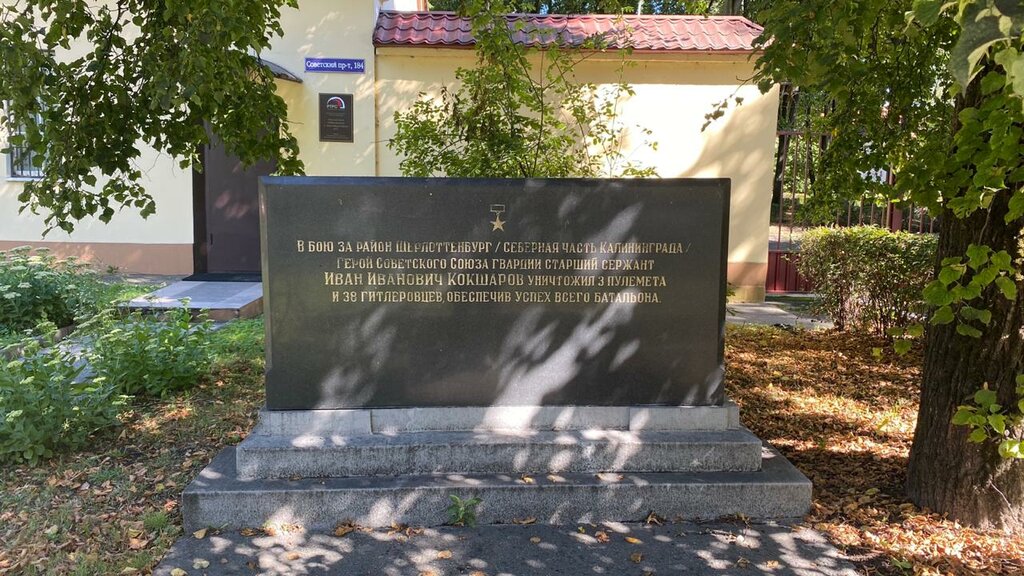 Советский пр-т, 184
РТРС
В БОЮ ЗА РАЙОН ШЕРЛОТТЕНБУРГ /СЕВЕРНАЯ ЧАСТЬ КАЛИНИНГРАДА/
ГЕРОЙ СОВЕТСКОГО СОЮЗА ГВАРДИИ СТАРШИЙ СЕРЖАНТ
ИВАН ИВАНОВИЧ КОКШАРОВ УНИЧТОЖИЛ 3 ПУЛЕМЕТА
И 38 ГИТЛЕРОВЦЕВ, ОБЕСПЕЧИВ УСПЕХ ВСЕГО БАТАЛЬОНА.